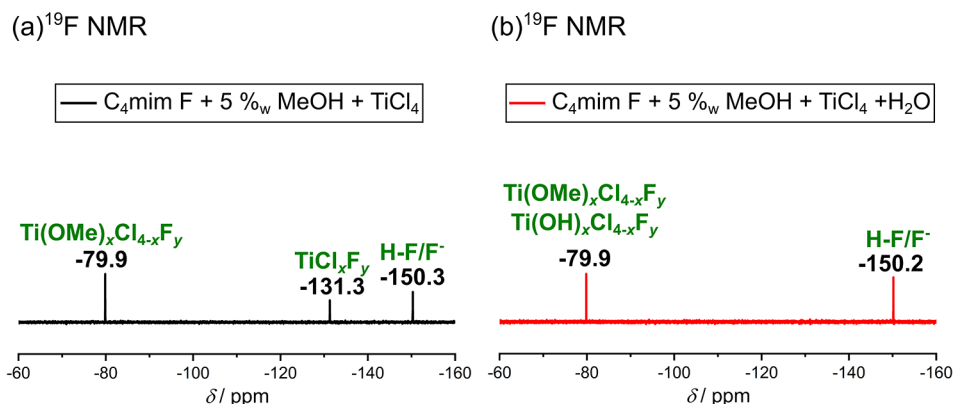 (a)¹⁹F NMR
C₄mim F + 5 %w MeOH + TiCl₄
Ti(OMe)ₓCl₄₋ₓFy
-79.9
TiClₓFy
-131.3
H-F/F⁻
-150.3
-60 -80 -100 -120 -140 -160
δ / ppm
(b)¹⁹F NMR
C₄mim F + 5 %w MeOH + TiCl₄ +H₂O
Ti(OMe)ₓCl₄₋ₓFy
Ti(OH)ₓCl₄₋ₓFy
-79.9
H-F/F⁻
-150.2
-60 -80 -100 -120 -140 -160
δ / ppm